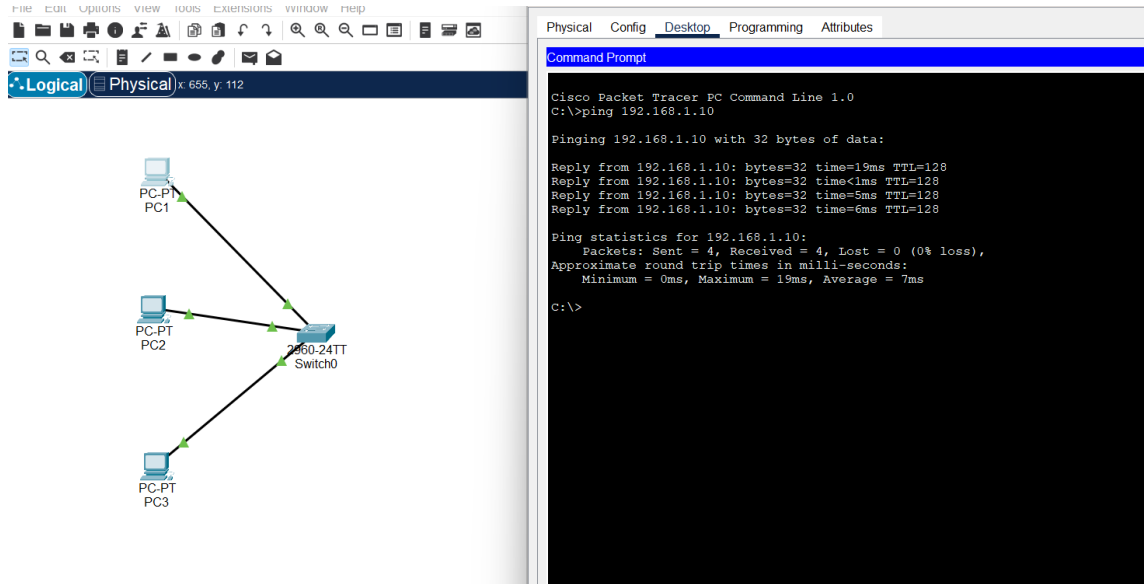 File Edit Options View Tools Extensions Window Help
Logical Physical x: 655, y: 112
PC-PT
PC1
PC-PT
PC2
2960-24TT
Switch0
PC-PT
PC3
Physical Config Desktop Programming Attributes
Command Prompt
Cisco Packet Tracer PC Command Line 1.0
C:\>ping 192.168.1.10
Pinging 192.168.1.10 with 32 bytes of data:
Reply from 192.168.1.10: bytes=32 time=19ms TTL=128
Reply from 192.168.1.10: bytes=32 time<1ms TTL=128
Reply from 192.168.1.10: bytes=32 time=5ms TTL=128
Reply from 192.168.1.10: bytes=32 time=6ms TTL=128
Ping statistics for 192.168.1.10:
Packets: Sent = 4, Received = 4, Lost = 0 (0% loss),
Approximate round trip times in milli-seconds:
Minimum = 0ms, Maximum = 19ms, Average = 7ms
C:\>